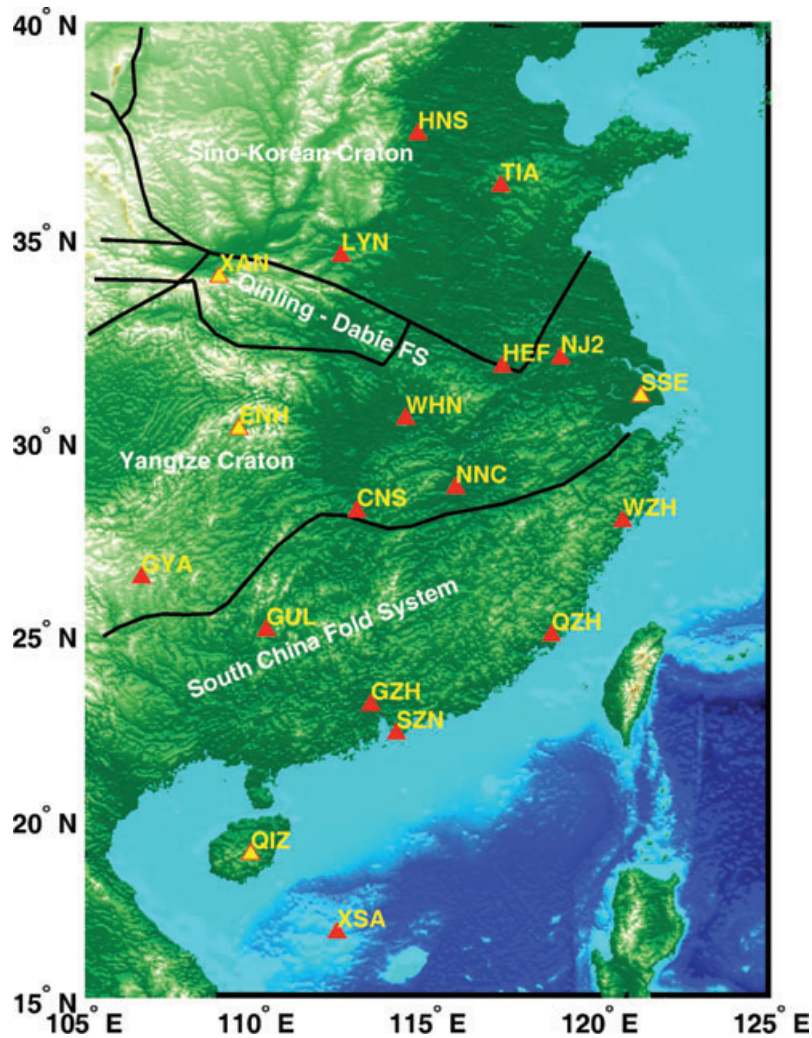 40° N
HNS
Sino-Korean Craton
TIA
35° N
LYN
XAN
Qinling - Dabie FS
HEF
NJ2
SSE
WHN
ENH
30° N
Yangtze Craton
NNC
CNS
WZH
GYA
GUL
QZH
25° N
South China Fold System
GZH
SZN
20° N
QIZ
XSA
15° N
105° E
110° E
115° E
120° E
125° E